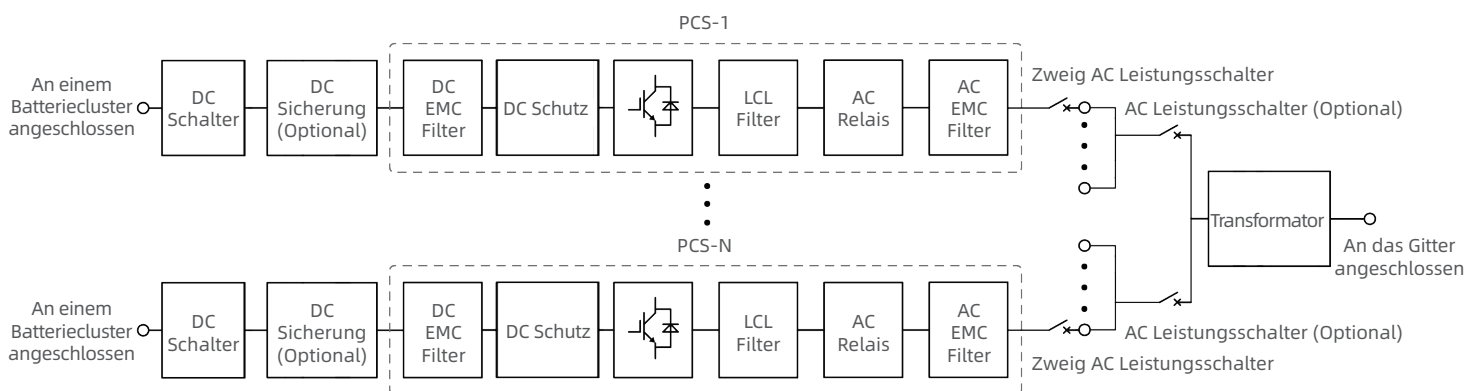 PCS-1
An einem
Batteriecluster
angeschlossen
DC
Schalter
DC
Sicherung
(Optional)
DC
EMC
Filter
DC Schutz
LCL
Filter
AC
Relais
AC
EMC
Filter
Zweig AC Leistungsschalter
AC Leistungsschalter (Optional)
Transformator
An das Gitter
angeschlossen
PCS-N
An einem
Batteriecluster
angeschlossen
DC
Schalter
DC
Sicherung
(Optional)
DC
EMC
Filter
DC Schutz
LCL
Filter
AC
Relais
AC
EMC
Filter
AC Leistungsschalter (Optional)
Zweig AC Leistungsschalter